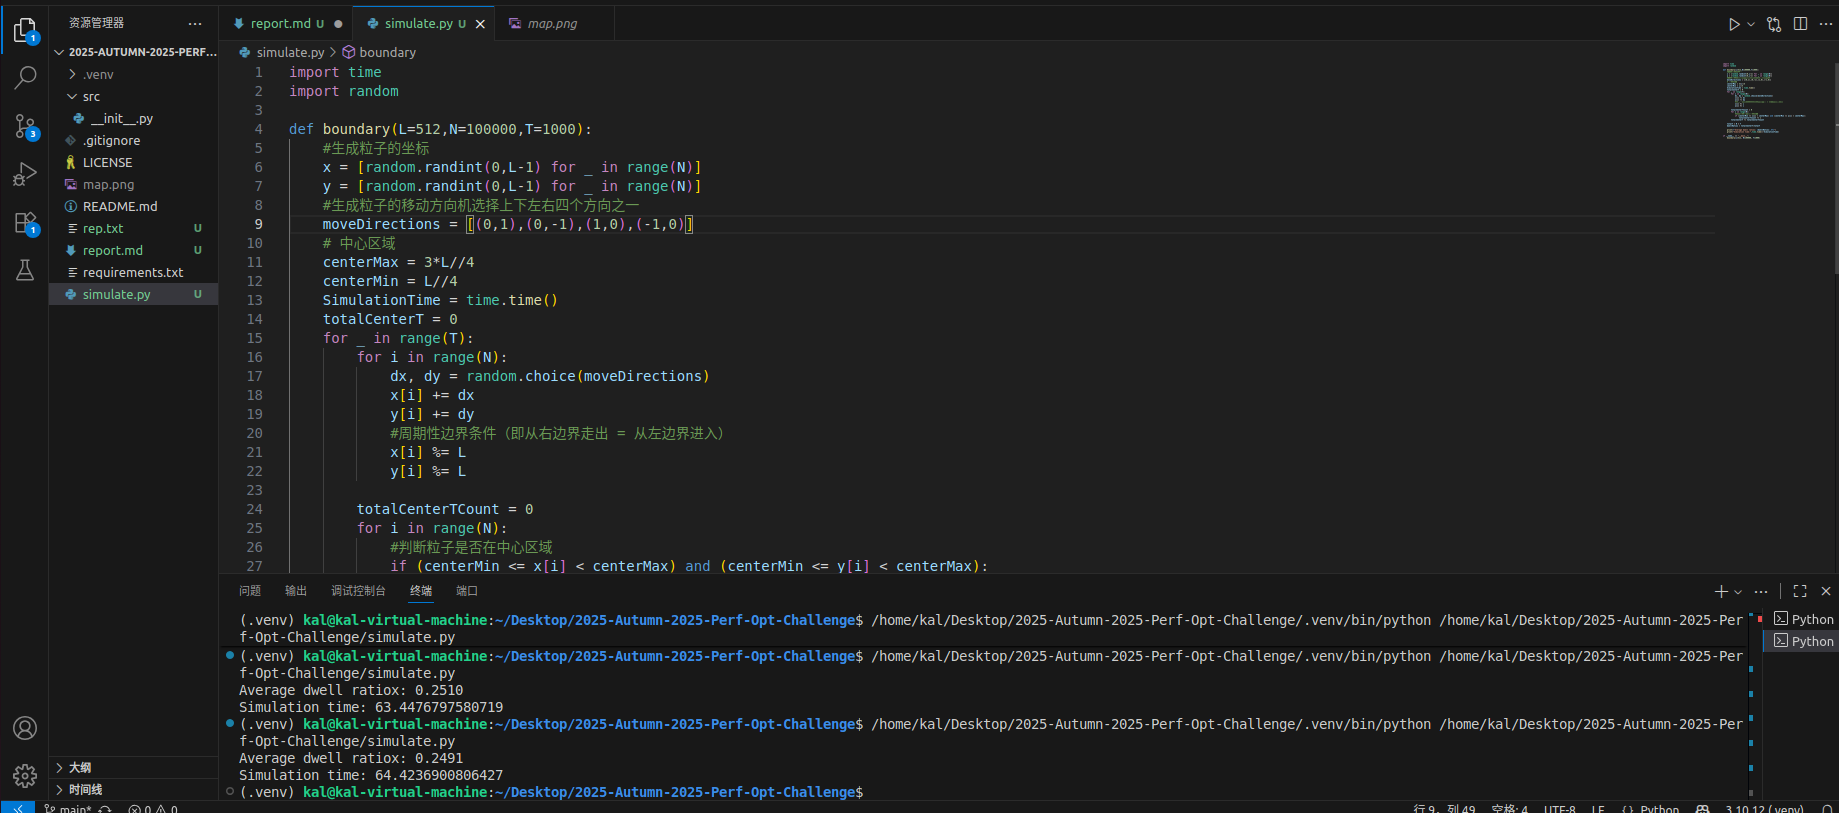 资源管理器 ···
report.md U ●
simulate.py U ×
map.png
2025-AUTUMN-2025-PERF...
.venv
src
__init__.py
.gitignore
LICENSE
map.png
README.md
rep.txt U
report.md U
requirements.txt
simulate.py U
大纲
时间线
simulate.py > boundary
1 import time
2 import random
3
4 def boundary(L=512,N=100000,T=1000):
5 #生成粒子的坐标
6 x = [random.randint(0,L-1) for _ in range(N)]
7 y = [random.randint(0,L-1) for _ in range(N)]
8 #生成粒子的移动方向机选择上下左右四个方向之一
9 moveDirections = [(0,1),(0,-1),(1,0),(-1,0)]
10 # 中心区域
11 centerMax = 3*L//4
12 centerMin = L//4
13 SimulationTime = time.time()
14 totalCenterT = 0
15 for _ in range(T):
16 for i in range(N):
17 dx, dy = random.choice(moveDirections)
18 x[i] += dx
19 y[i] += dy
20 #周期性边界条件（即从右边界走出 = 从左边界进入）
21 x[i] %= L
22 y[i] %= L
23
24 totalCenterTCount = 0
25 for i in range(N):
26 #判断粒子是否在中心区域
27 if (centerMin <= x[i] < centerMax) and (centerMin <= y[i] < centerMax):
问题 输出 调试控制台 终端 端口
(.venv) kal@kal-virtual-machine:~/Desktop/2025-Autumn-2025-Perf-Opt-Challenge$ /home/kal/Desktop/2025-Autumn-2025-Perf-Opt-Challenge/.venv/bin/python /home/kal/Desktop/2025-Autumn-2025-Per
f-Opt-Challenge/simulate.py
(.venv) kal@kal-virtual-machine:~/Desktop/2025-Autumn-2025-Perf-Opt-Challenge$ /home/kal/Desktop/2025-Autumn-2025-Perf-Opt-Challenge/.venv/bin/python /home/kal/Desktop/2025-Autumn-2025-Per
f-Opt-Challenge/simulate.py
Average dwell ratiox: 0.2510
Simulation time: 63.4476797580719
(.venv) kal@kal-virtual-machine:~/Desktop/2025-Autumn-2025-Perf-Opt-Challenge$ /home/kal/Desktop/2025-Autumn-2025-Perf-Opt-Challenge/.venv/bin/python /home/kal/Desktop/2025-Autumn-2025-Per
f-Opt-Challenge/simulate.py
Average dwell ratiox: 0.2491
Simulation time: 64.4236900806427
(.venv) kal@kal-virtual-machine:~/Desktop/2025-Autumn-2025-Perf-Opt-Challenge$
Python
Python
1
3
1
main* 0 0
行 9，列 49 空格: 4 UTF-8 LF {} Python 3.10.12 (.venv)